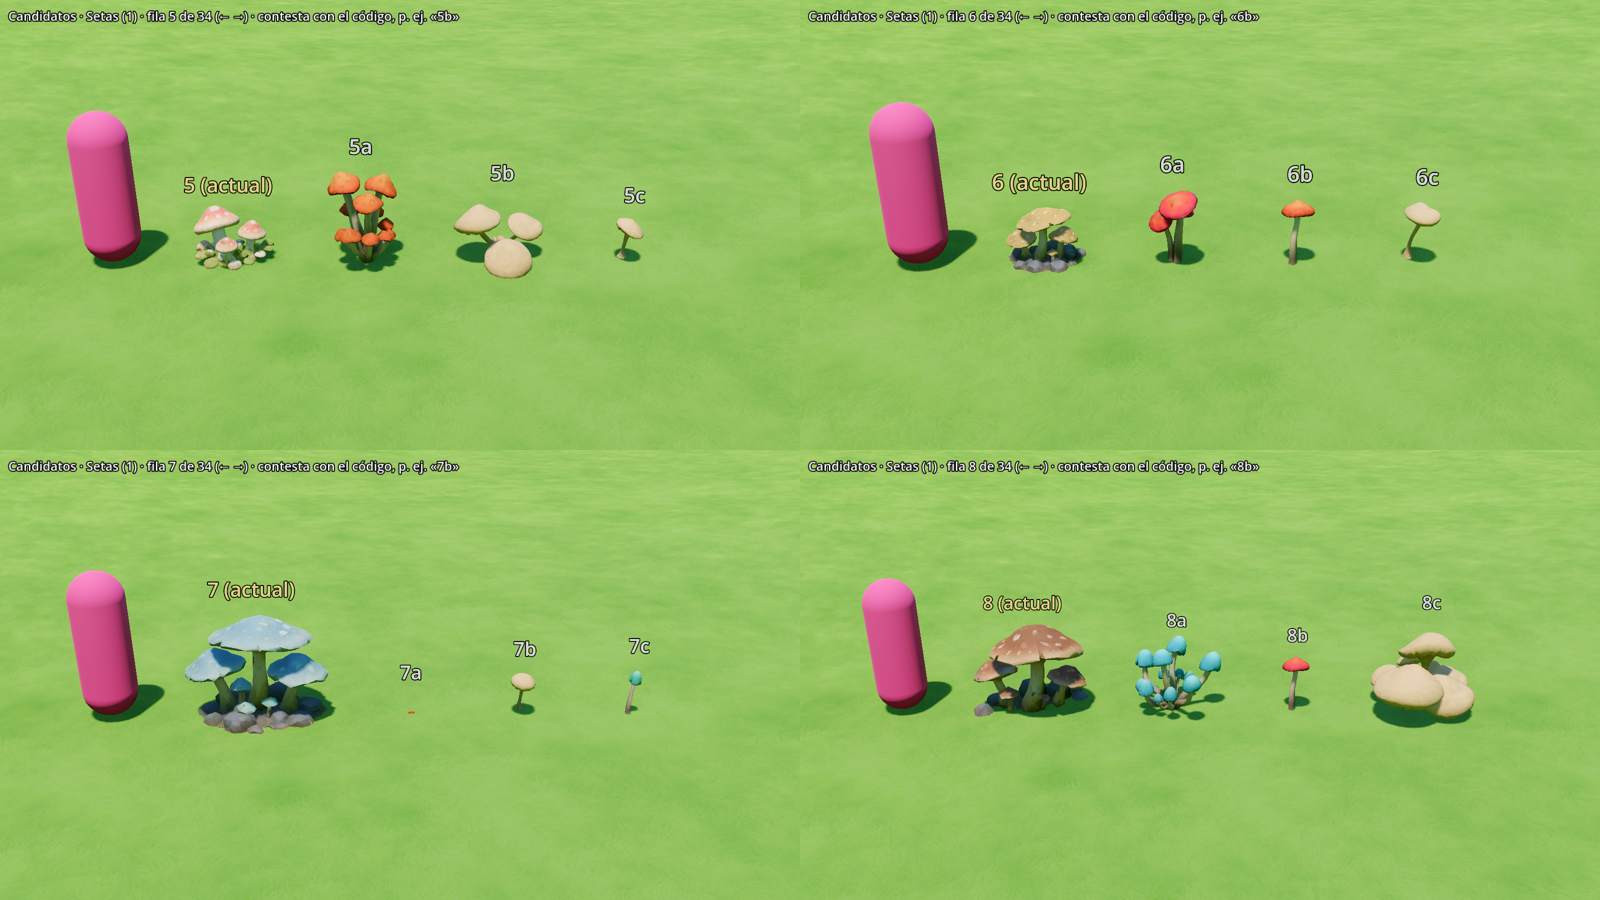 Candidatos · Setas (1) · fila 5 de 34 (← →) · contesta con el código, p. ej. «5b»
5 (actual)
5a
5b
5c
Candidatos · Setas (1) · fila 6 de 34 (← →) · contesta con el código, p. ej. «6b»
6 (actual)
6a
6b
6c
Candidatos · Setas (1) · fila 7 de 34 (← →) · contesta con el código, p. ej. «7b»
7 (actual)
7a
7b
7c
Candidatos · Setas (1) · fila 8 de 34 (← →) · contesta con el código, p. ej. «8b»
8 (actual)
8a
8b
8c